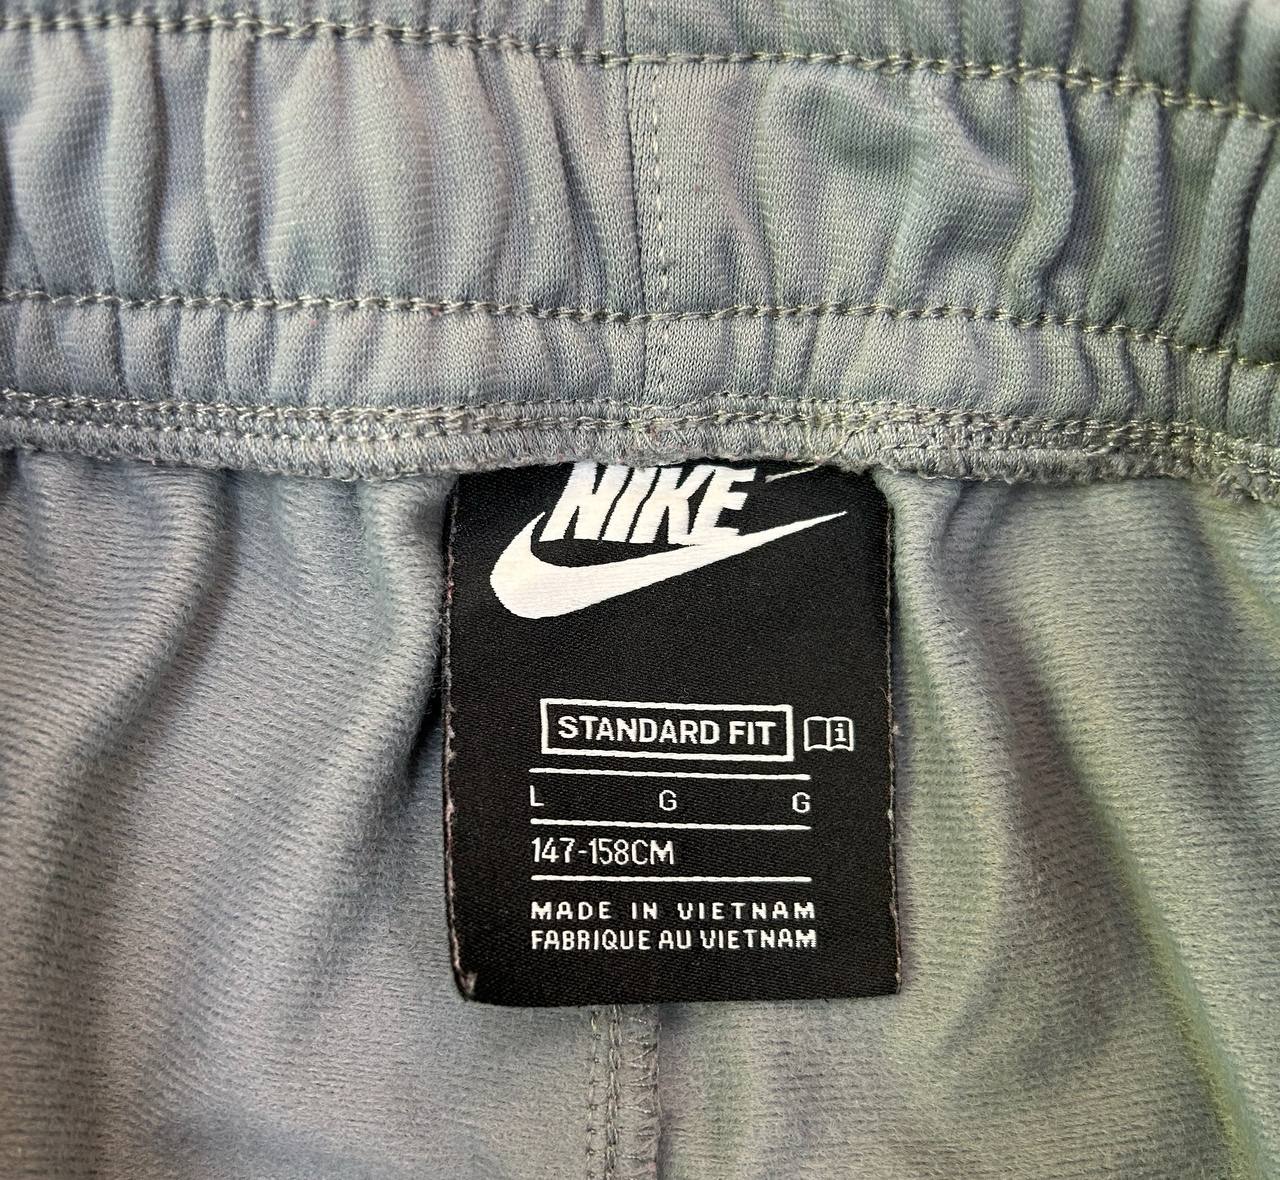 NIKE
STANDARD FIT
L G G
147-158CM
MADE IN VIETNAM
FABRIQUE AU VIETNAM